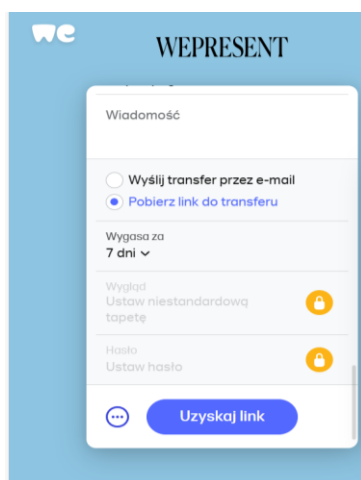 we
WEPRESENT
Wiadomość
Wyślij transfer przez e-mail
Pobierz link do transferu
Wygasa za
7 dni
Wygląd
Ustaw niestandardową
tapetę
Hasło
Ustaw hasło
Uzyskaj link